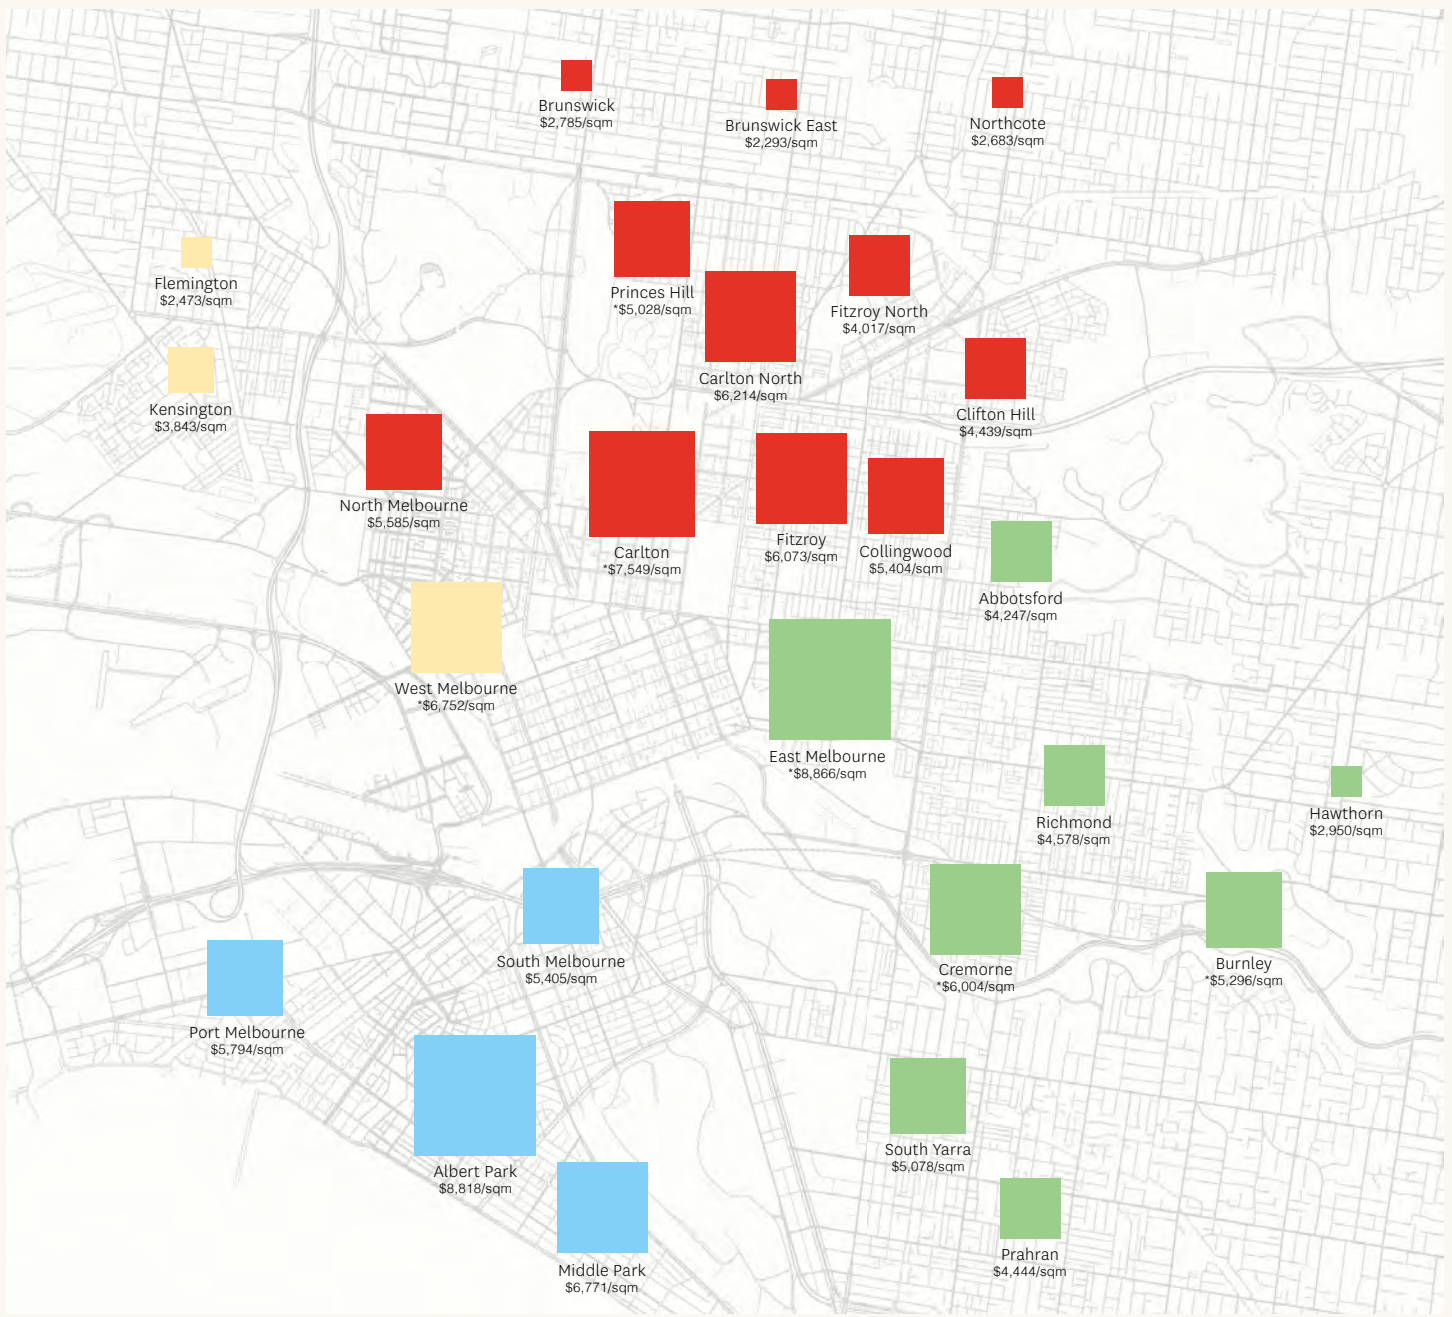 Brunswick
$2,785/sqm
Brunswick East
$2,293/sqm
Northcote
$2,683/sqm
Flemington
$2,473/sqm
Princes Hill
*$5,028/sqm
Fitzroy North
$4,017/sqm
Carlton North
$6,214/sqm
Kensington
$3,843/sqm
Clifton Hill
$4,439/sqm
North Melbourne
$5,585/sqm
Carlton
*$7,549/sqm
Fitzroy
$6,073/sqm
Collingwood
$5,404/sqm
Abbotsford
$4,247/sqm
West Melbourne
*$6,752/sqm
East Melbourne
*$8,866/sqm
Richmond
$4,578/sqm
Hawthorn
$2,950/sqm
South Melbourne
$5,405/sqm
Cremorne
*$6,004/sqm
Burnley
*$5,296/sqm
Port Melbourne
$5,794/sqm
Albert Park
$8,818/sqm
South Yarra
$5,078/sqm
Middle Park
$6,771/sqm
Prahran
$4,444/sqm